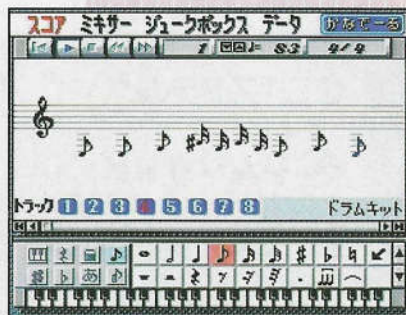 スコア ミキサー ジュークボックス データ かなでーる
1 ♩= 83 4/4
トラック 1 2 3 4 5 6 7 8 ドラムキット
あ